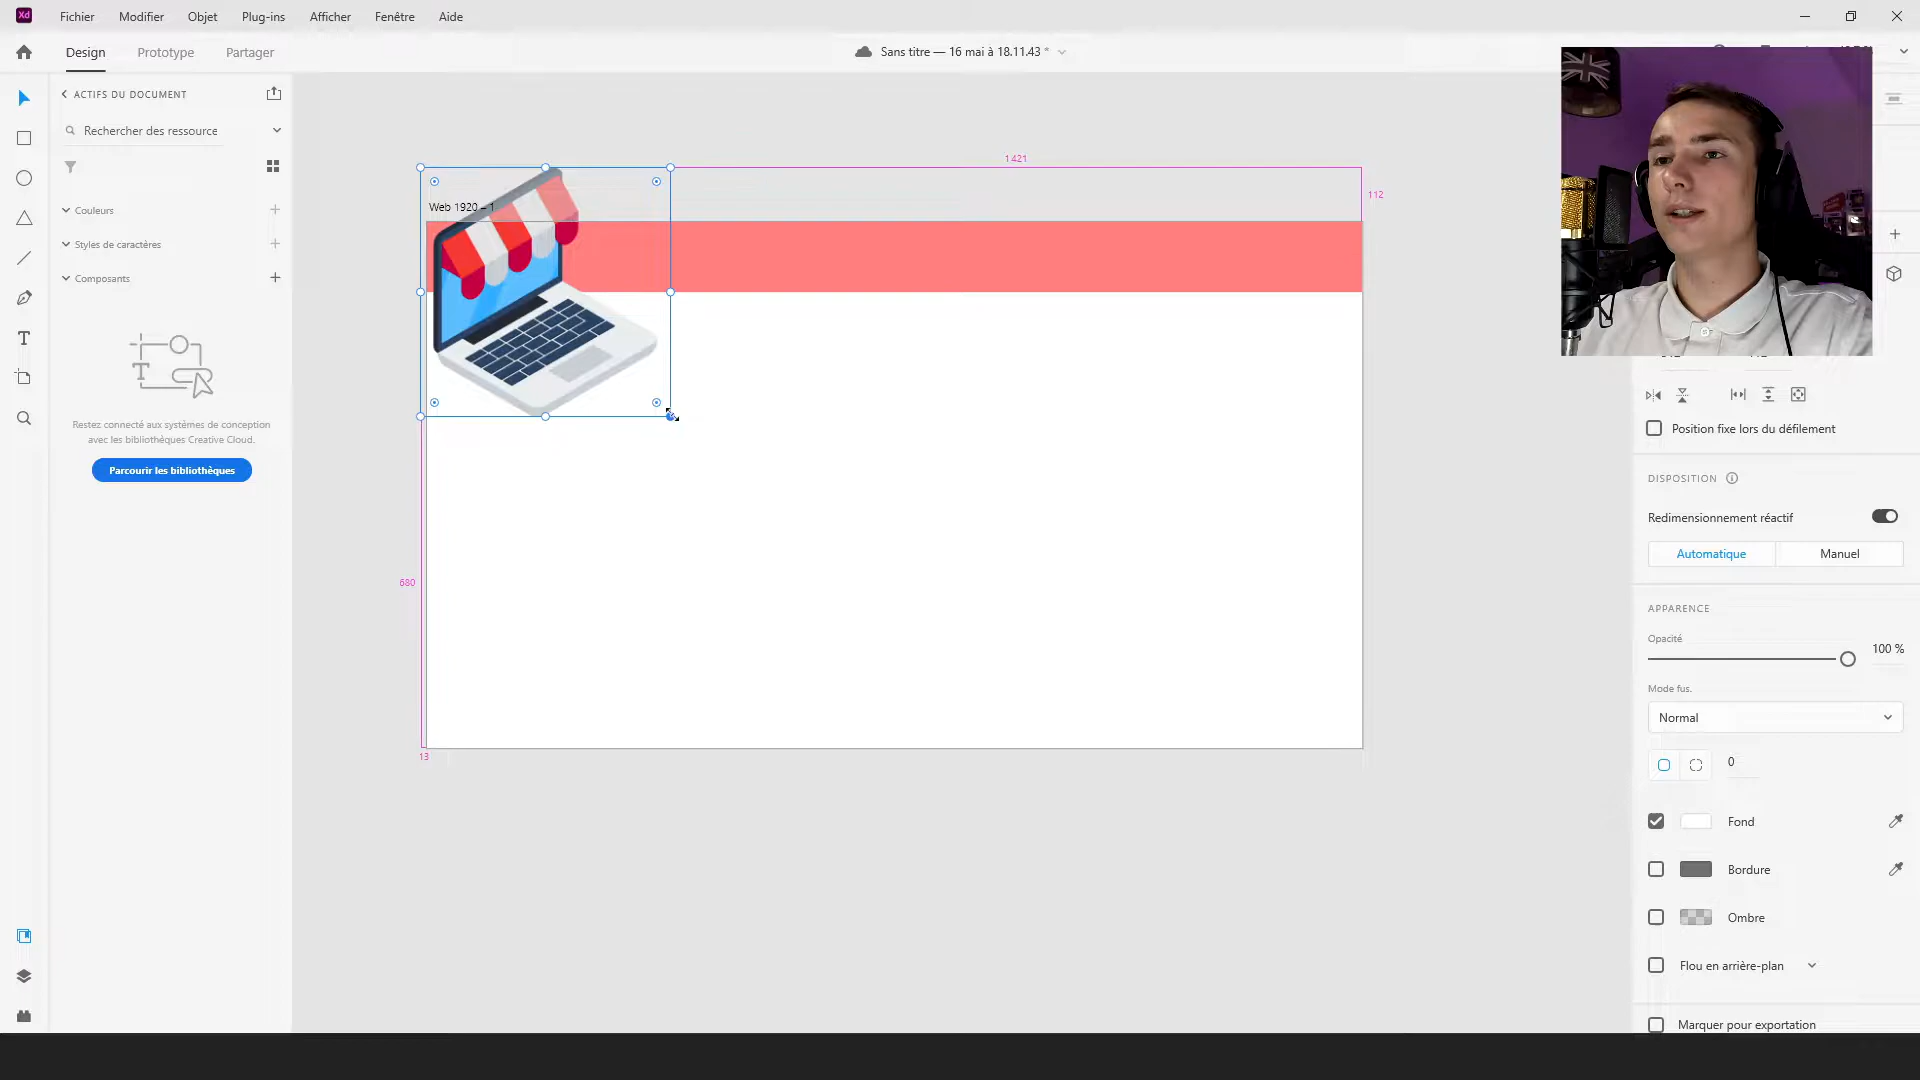 Xd
Fichier
Modifier
Objet
Plug-ins
Afficher
Fenêtre
Aide
Design
Prototype
Partager
Sans titre — 16 mai à 18.11.43 *
ACTIFS DU DOCUMENT
Rechercher des ressource
Couleurs
Styles de caractères
Composants
Restez connecté aux systèmes de conception
avec les bibliothèques Creative Cloud.
Parcourir les bibliothèques
1 421
112
Web 1920 – 1
680
13
Position fixe lors du défilement
DISPOSITION
Redimensionnement réactif
Automatique
Manuel
APPARENCE
Opacité
100 %
Mode fus.
Normal
0
Fond
Bordure
Ombre
Flou en arrière-plan
Marquer pour exportation